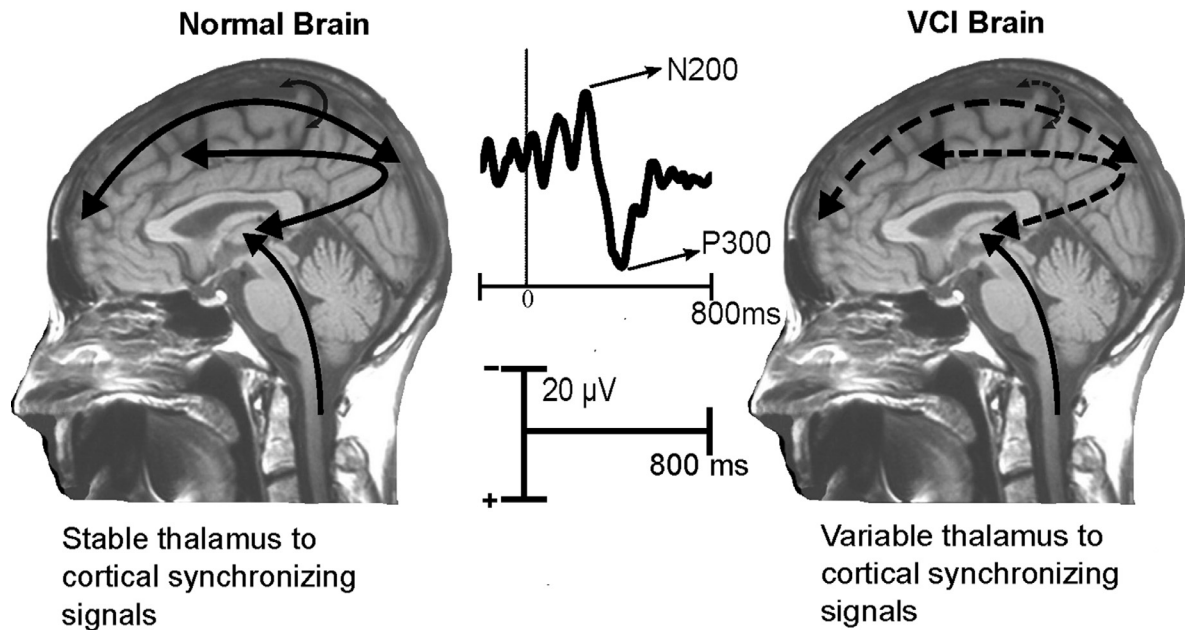 Normal Brain
VCI Brain
N200
P300
0
800ms
-
20 µV
800 ms
+
Stable thalamus to
cortical synchronizing
signals
Variable thalamus to
cortical synchronizing
signals